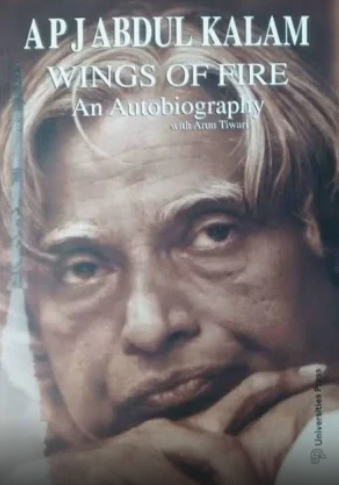 A P J ABDUL KALAM
WINGS OF FIRE
An Autobiography
with Arun Tiwari
Universities Press